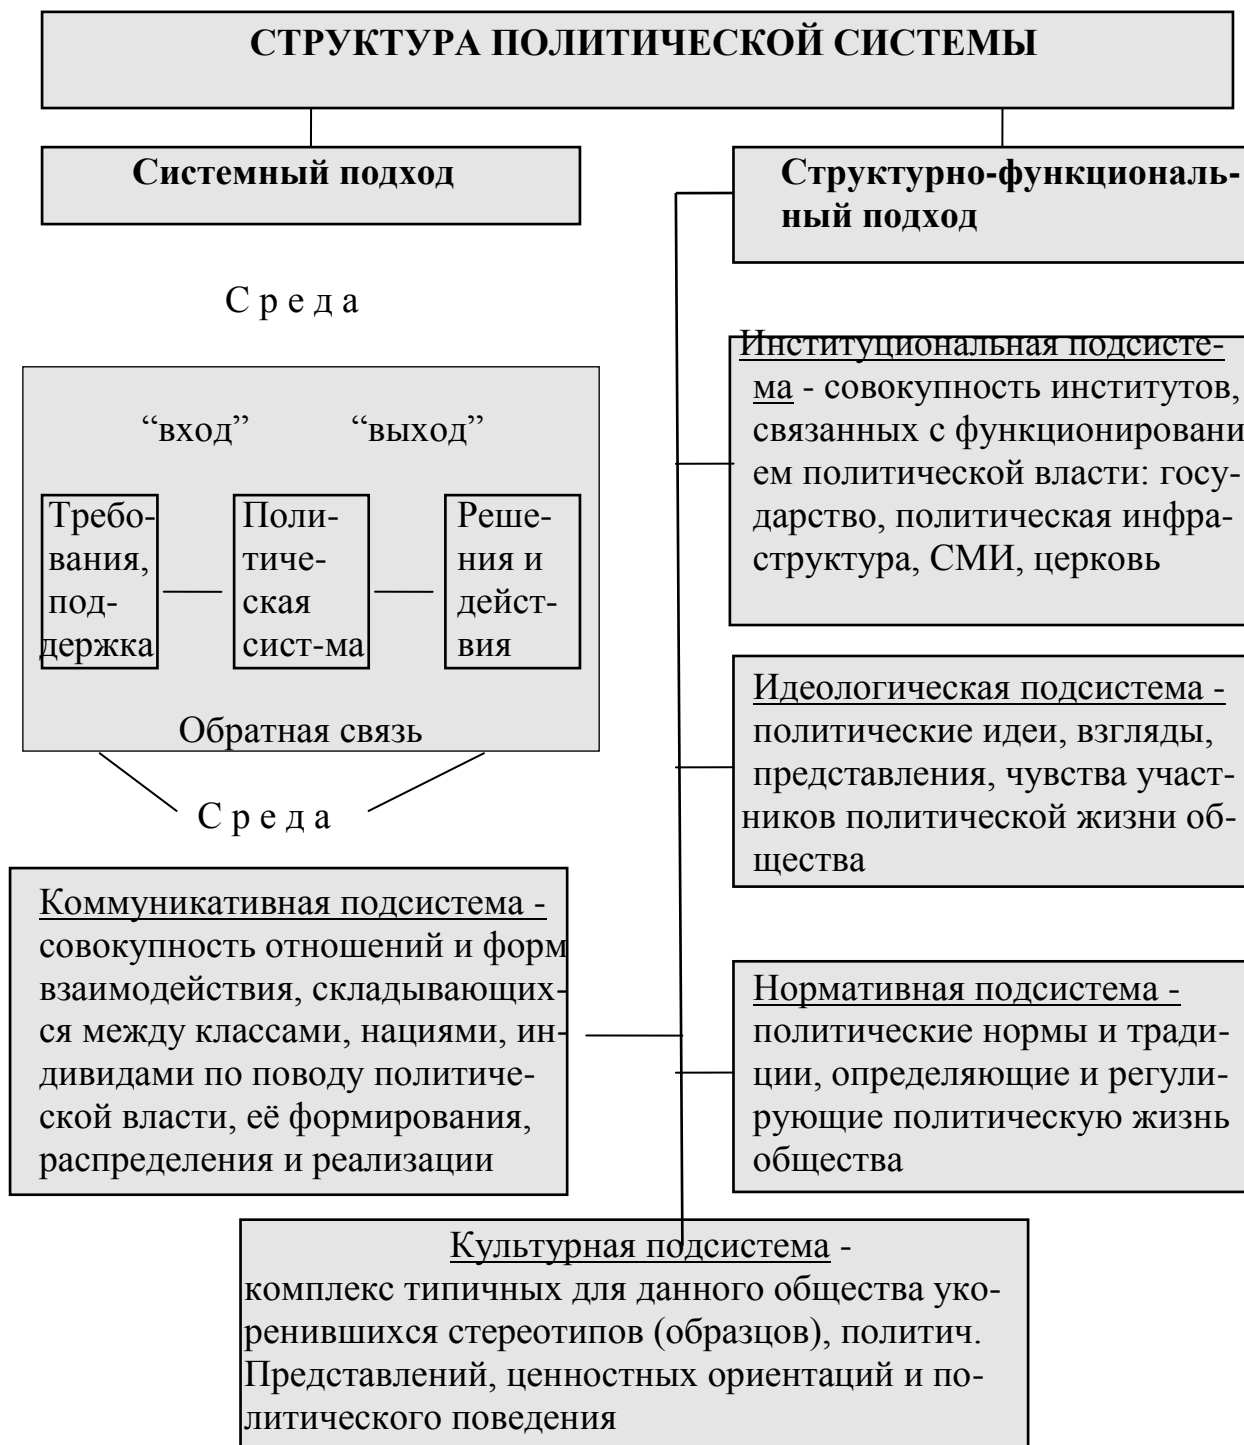 СТРУКТУРА ПОЛИТИЧЕСКОЙ СИСТЕМЫ
Системный подход
Структурно-функциональ-
ный подход
С р е д а
“вход” “выход”
Требо-
вания,
под-
держка
Поли-
тиче-
ская
сист-ма
Реше-
ния и
дейст-
вия
Обратная связь
С р е д а
Институциональная подсисте-
ма - совокупность институтов,
связанных с функционировани
ем политической власти: госу-
дарство, политическая инфра-
структура, СМИ, церковь
Идеологическая подсистема -
политические идеи, взгляды,
представления, чувства участ-
ников политической жизни об-
щества
Коммуникативная подсистема -
совокупность отношений и форм
взаимодействия, складывающих-
ся между классами, нациями, ин-
дивидами по поводу политиче-
ской власти, её формирования,
распределения и реализации
Нормативная подсистема -
политические нормы и тради-
ции, определяющие и регули-
рующие политическую жизнь
общества
Культурная подсистема -
комплекс типичных для данного общества уко-
ренившихся стереотипов (образцов), политич.
Представлений, ценностных ориентаций и по-
литического поведения